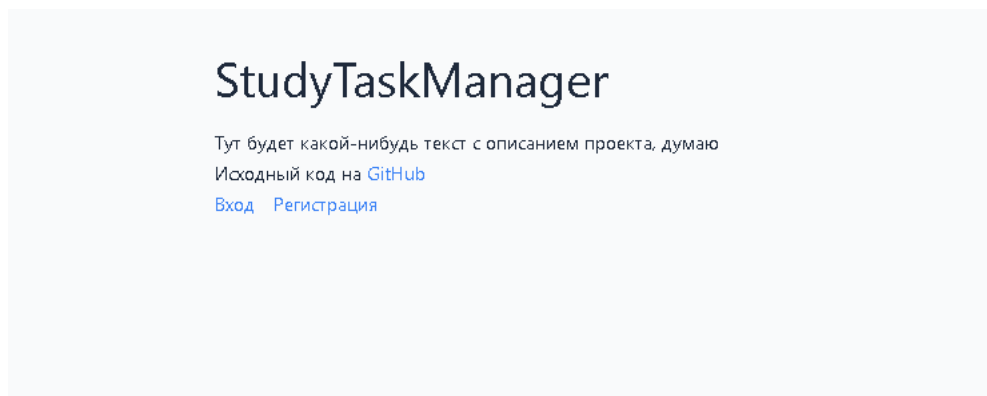 StudyTaskManager
Тут будет какой-нибудь текст с описанием проекта, думаю
Исходный код на GitHub
Вход Регистрация